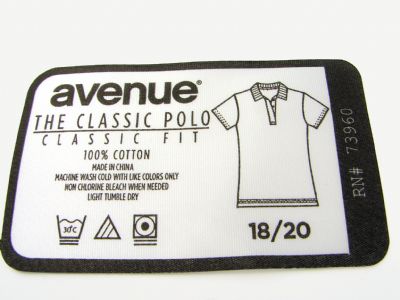 avenue®
THE CLASSIC POLO
CLASSIC FIT
100% COTTON
MADE IN CHINA
MACHINE WASH COLD WITH LIKE COLORS ONLY
NON CHLORINE BLEACH WHEN NEEDED
LIGHT TUMBLE DRY
30°C
18/20
RN# 73960